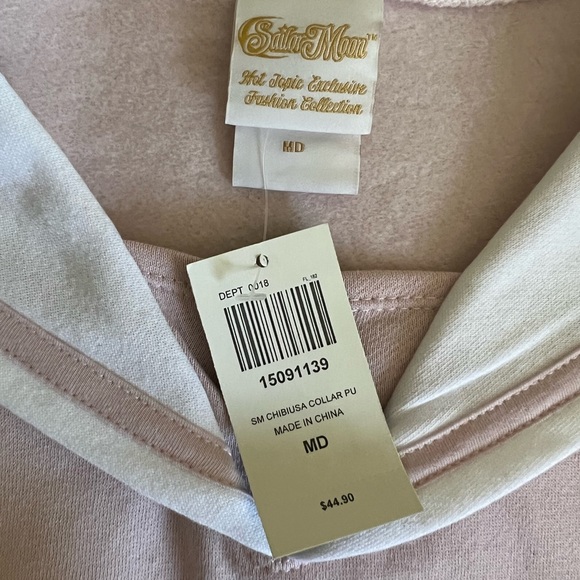 Sailor Moon™
Hot Topic Exclusive
Fashion Collection
MD
DEPT 0018
FL 182
15091139
SM CHIBIUSA COLLAR PU
MADE IN CHINA
MD
$44.90